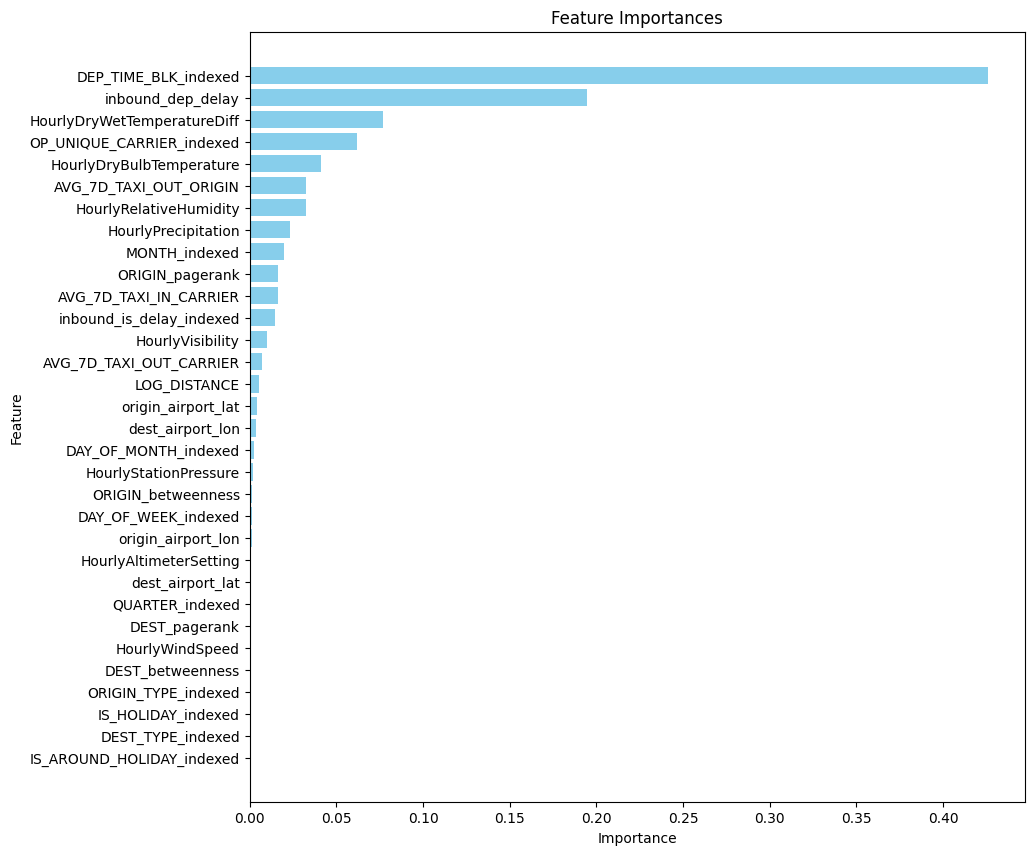 Feature Importances
DEP_TIME_BLK_indexed
inbound_dep_delay
HourlyDryWetTemperatureDiff
OP_UNIQUE_CARRIER_indexed
HourlyDryBulbTemperature
AVG_7D_TAXI_OUT_ORIGIN
HourlyRelativeHumidity
HourlyPrecipitation
MONTH_indexed
ORIGIN_pagerank
AVG_7D_TAXI_IN_CARRIER
inbound_is_delay_indexed
HourlyVisibility
AVG_7D_TAXI_OUT_CARRIER
LOG_DISTANCE
origin_airport_lat
dest_airport_lon
DAY_OF_MONTH_indexed
HourlyStationPressure
ORIGIN_betweenness
DAY_OF_WEEK_indexed
origin_airport_lon
HourlyAltimeterSetting
dest_airport_lat
QUARTER_indexed
DEST_pagerank
HourlyWindSpeed
DEST_betweenness
ORIGIN_TYPE_indexed
IS_HOLIDAY_indexed
DEST_TYPE_indexed
IS_AROUND_HOLIDAY_indexed
Feature
0.00 0.05 0.10 0.15 0.20 0.25 0.30 0.35 0.40
Importance